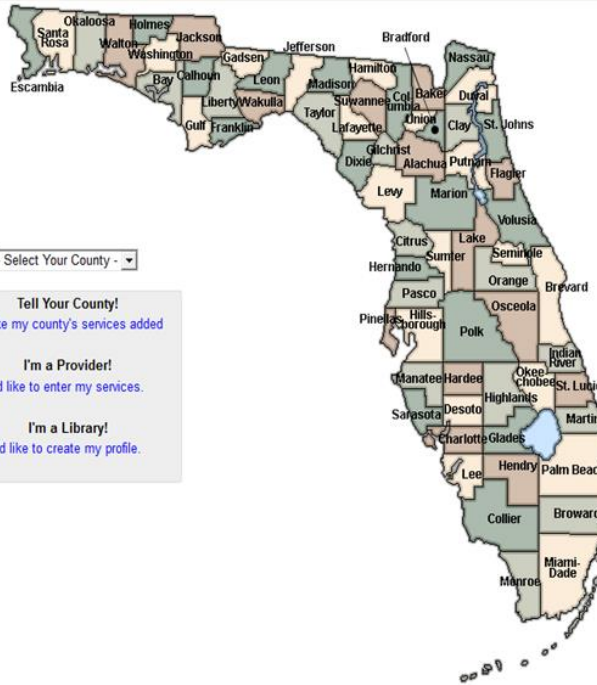 Okaloosa
Holmes
Santa
Rosa
Walton
Jackson
Washington
Escambia
Bay
Calhoun
Gadsen
Jefferson
Leon
Liberty
Wakulla
Gulf
Franklin
Madison
Hamilton
Bradford
Nassau
Taylor
Suwannee
Col
umbia
Baker
Duval
Lafayette
Union
Clay
St. Johns
Gilchrist
Dixie
Alachua
Putnam
Flagler
Levy
Marion
Volusia
Citrus
Lake
Sumter
Seminole
Hernando
Orange
Brevard
Pasco
Osceola
Pinellas
Hills-
borough
Polk
Indian
River
Manatee
Hardee
Okee
chobee
St. Luci
Highlands
Sarasota
Desoto
Martin
Charlotte
Glades
Lee
Hendry
Palm Beac
Collier
Broward
Miami-
Dade
Monroe
Select Your County -
Tell Your County!
ke my county's services added
I'm a Provider!
d like to enter my services.
I'm a Library!
d like to create my profile.